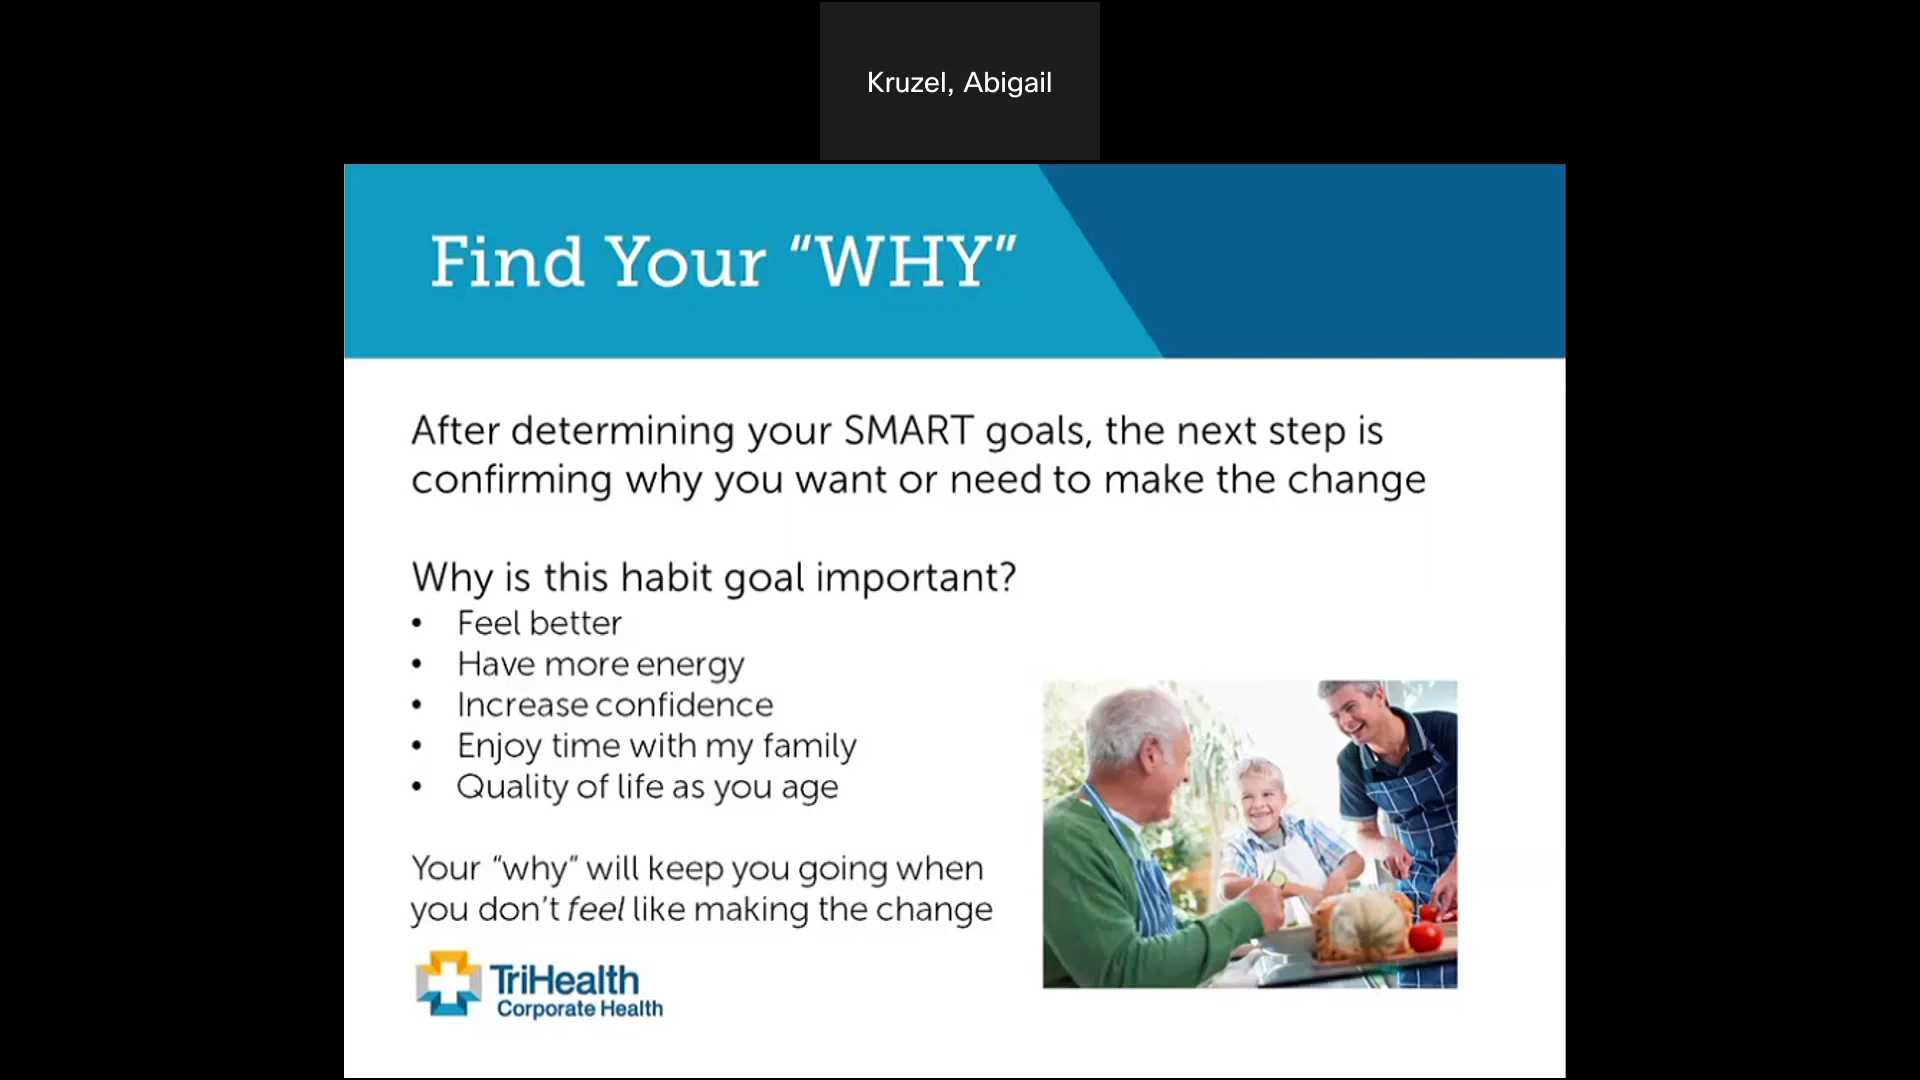 Kruzel, Abigail
Find Your “WHY”
After determining your SMART goals, the next step is
confirming why you want or need to make the change
Why is this habit goal important?
• Feel better
• Have more energy
• Increase confidence
• Enjoy time with my family
• Quality of life as you age
Your “why” will keep you going when
you don’t feel like making the change
TriHealth
Corporate Health